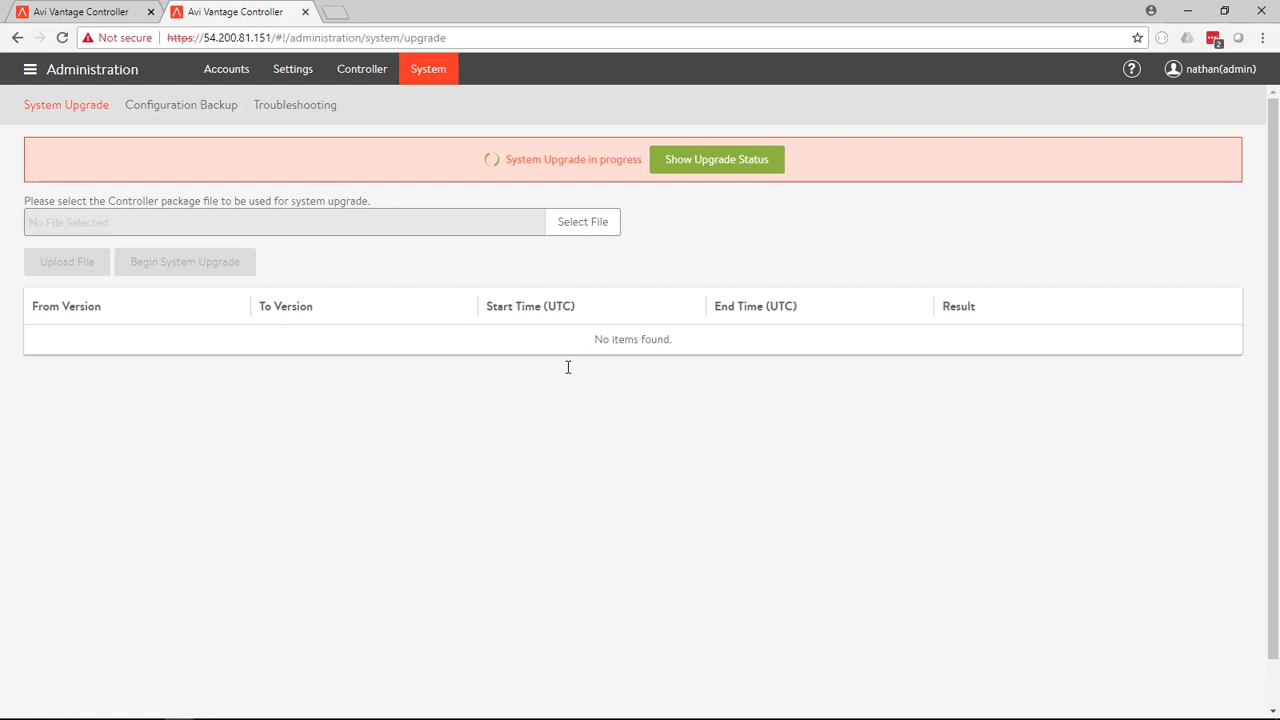 Avi Vantage Controller
Avi Vantage Controller
Not secure https://54.200.81.151/#!/administration/system/upgrade
2
Administration Accounts Settings Controller System ? nathan(admin)
System Upgrade Configuration Backup Troubleshooting
System Upgrade in progress Show Upgrade Status
Please select the Controller package file to be used for system upgrade.
No File Selected Select File
Upload File Begin System Upgrade
From Version To Version Start Time (UTC) End Time (UTC) Result
No items found.